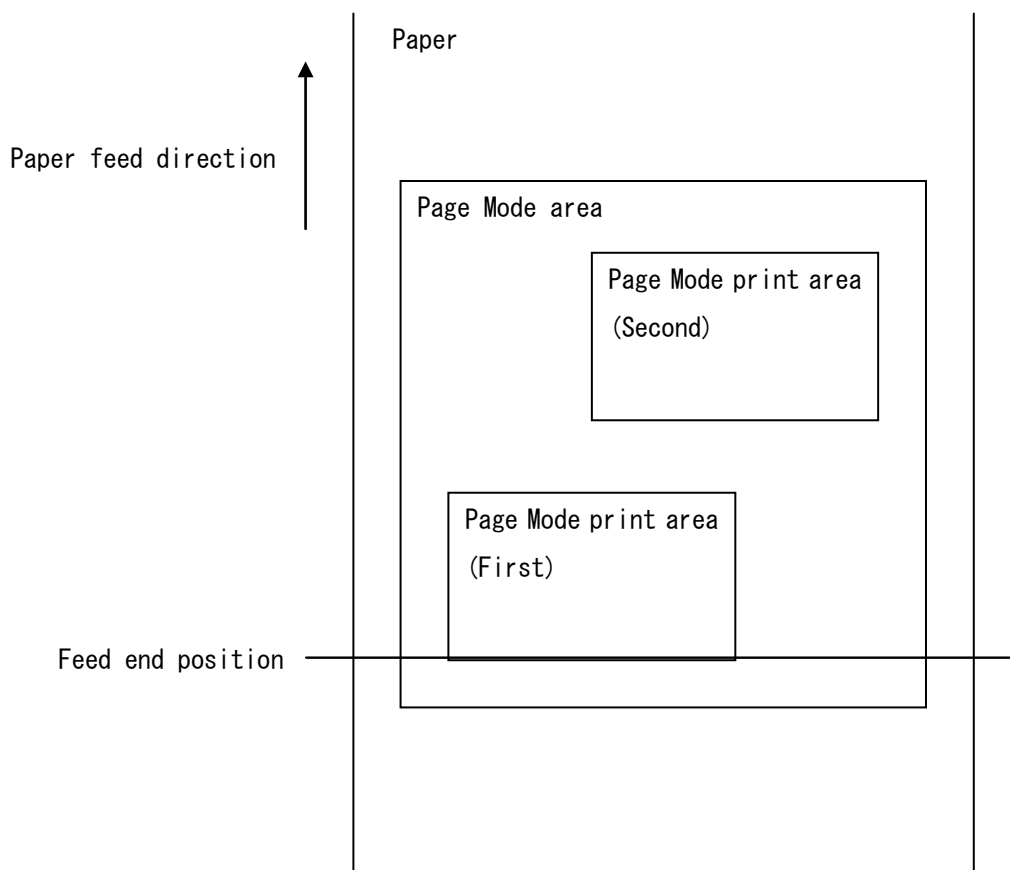 Paper
Paper feed direction
Page Mode area
Page Mode print area
(Second)
Page Mode print area
(First)
Feed end position